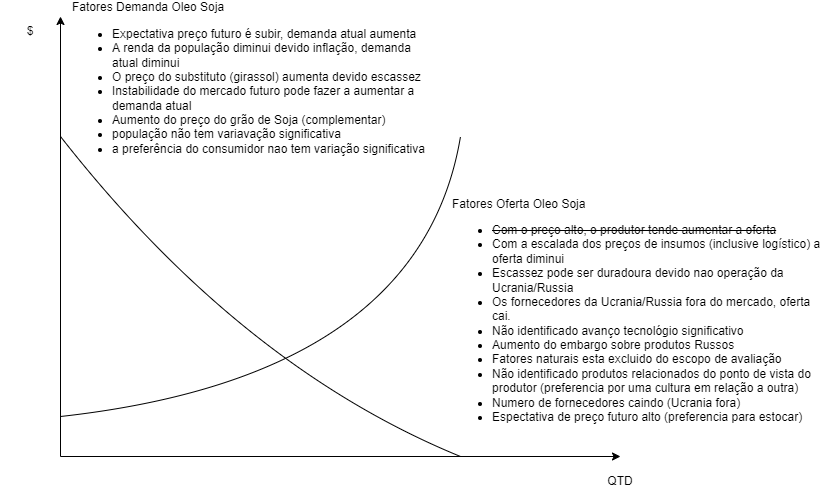 Fatores Demanda Oleo Soja
$
Expectativa preço futuro é subir, demanda atual aumenta
A renda da população diminui devido inflação, demanda
atual diminui
O preço do substituto (girassol) aumenta devido escassez
Instabilidade do mercado futuro pode fazer a aumentar a
demanda atual
Aumento do preço do grão de Soja (complementar)
população não tem variavação significativa
a preferência do consumidor nao tem variação significativa
Fatores Oferta Oleo Soja
Com o preço alto, o produtor tende aumentar a oferta
Com a escalada dos preços de insumos (inclusive logístico) a
oferta diminui
Escassez pode ser duradoura devido nao operação da
Ucrania/Russia
Os fornecedores da Ucrania/Russia fora do mercado, oferta
cai.
Não identificado avanço tecnológio significativo
Aumento do embargo sobre produtos Russos
Fatores naturais esta excluido do escopo de avaliação
Não identificado produtos relacionados do ponto de vista do
produtor (preferencia por uma cultura em relação a outra)
Numero de fornecedores caindo (Ucrania fora)
Espectativa de preço futuro alto (preferencia para estocar)
QTD